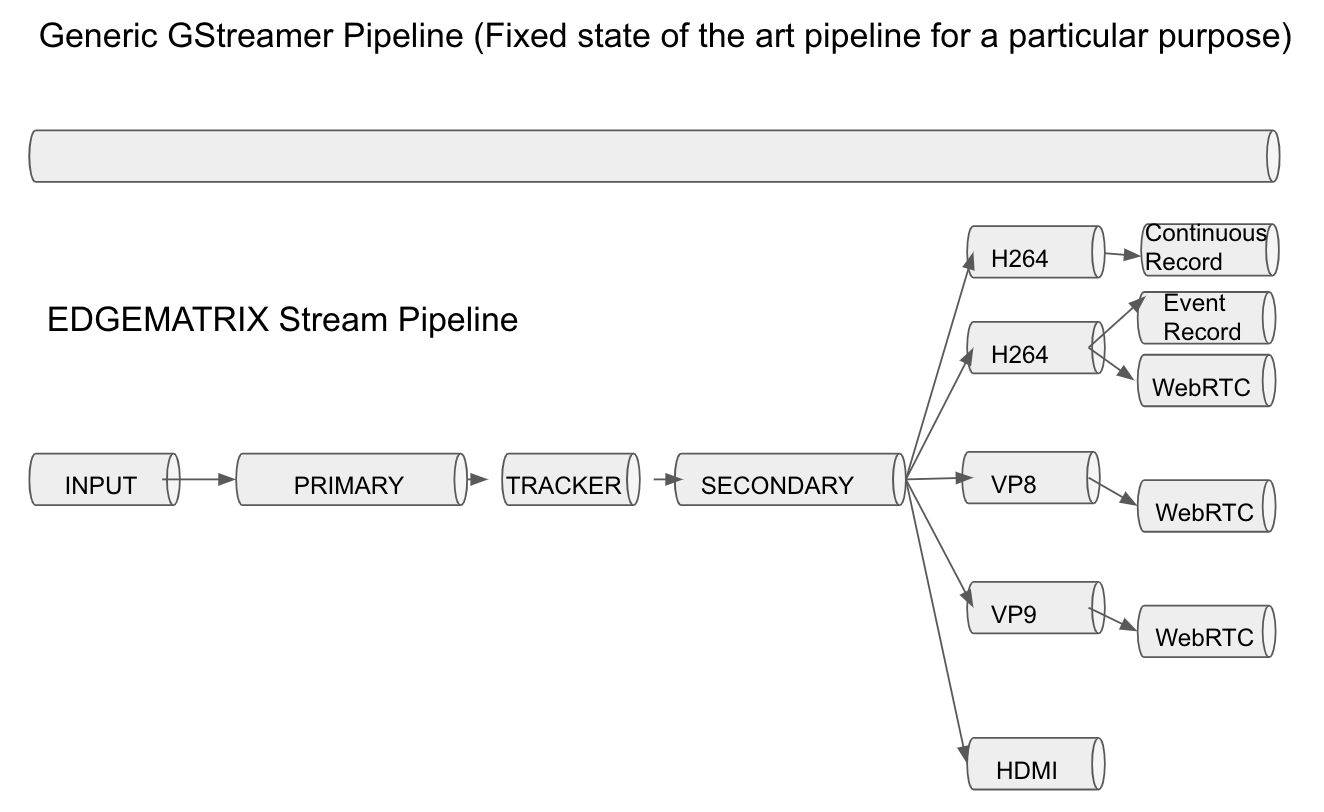 Generic GStreamer Pipeline (Fixed state of the art pipeline for a particular purpose)
EDGEMATRIX Stream Pipeline
INPUT
PRIMARY
TRACKER
SECONDARY
H264
Continuous
Record
H264
Event
Record
WebRTC
VP8
WebRTC
VP9
WebRTC
HDMI